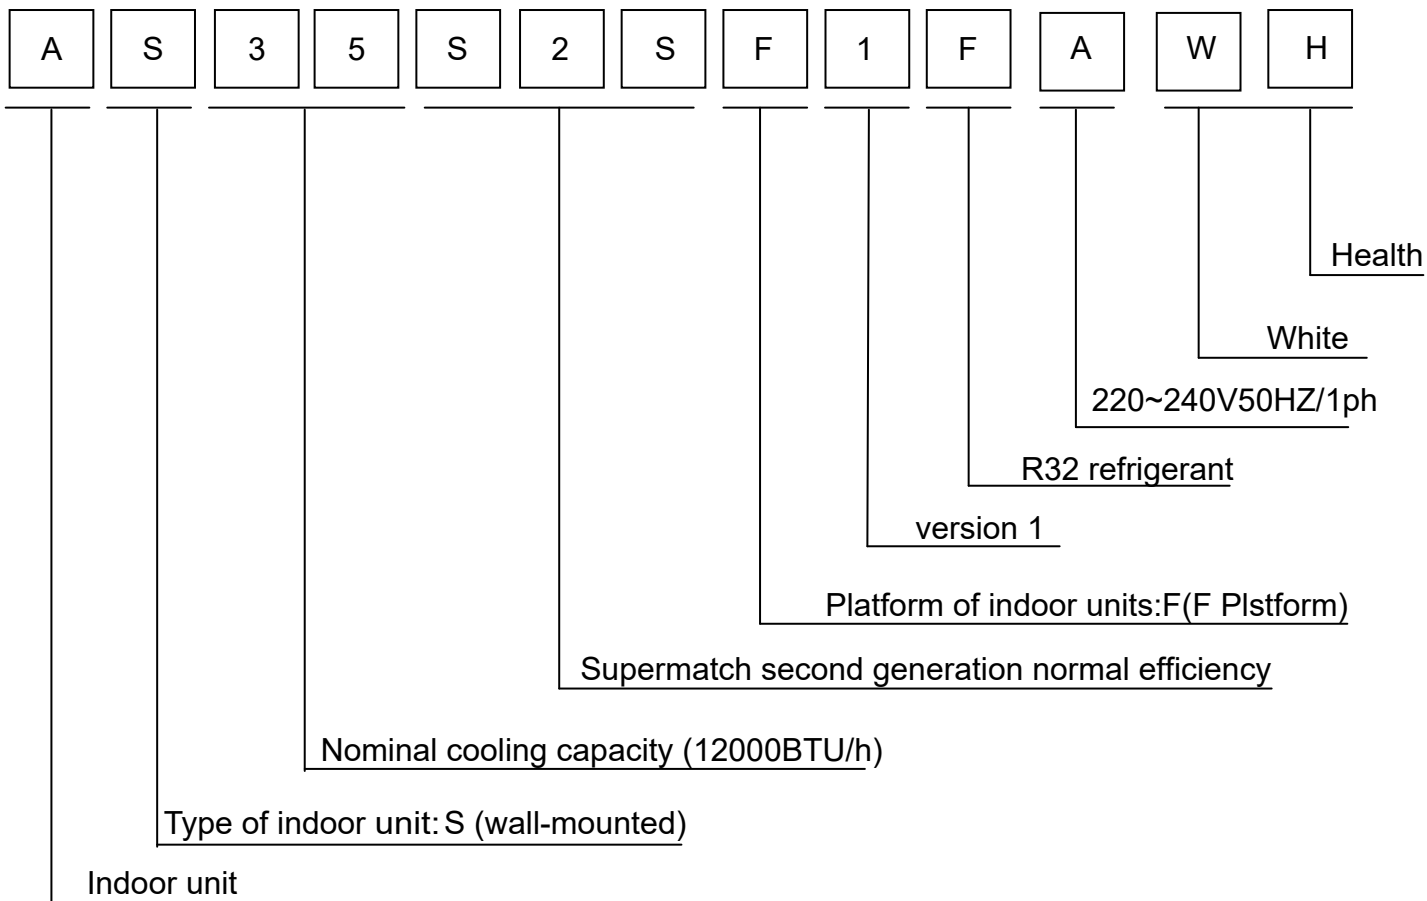 A S 3 5 S 2 S F 1 F A W H
Health
White
220~240V50HZ/1ph
R32 refrigerant
version 1
Platform of indoor units:F(F Plstform)
Supermatch second generation normal efficiency
Nominal cooling capacity (12000BTU/h)
Type of indoor unit: S (wall-mounted)
Indoor unit